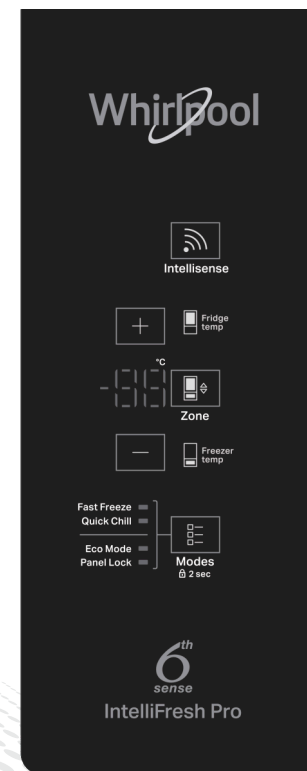 Whirlpool
Intellisense
+
Fridge
temp
°C
-88
Zone
−
Freezer
temp
Fast Freeze
Quick Chill
Eco Mode
Panel Lock
Modes
2 sec
6th
sense
IntelliFresh Pro